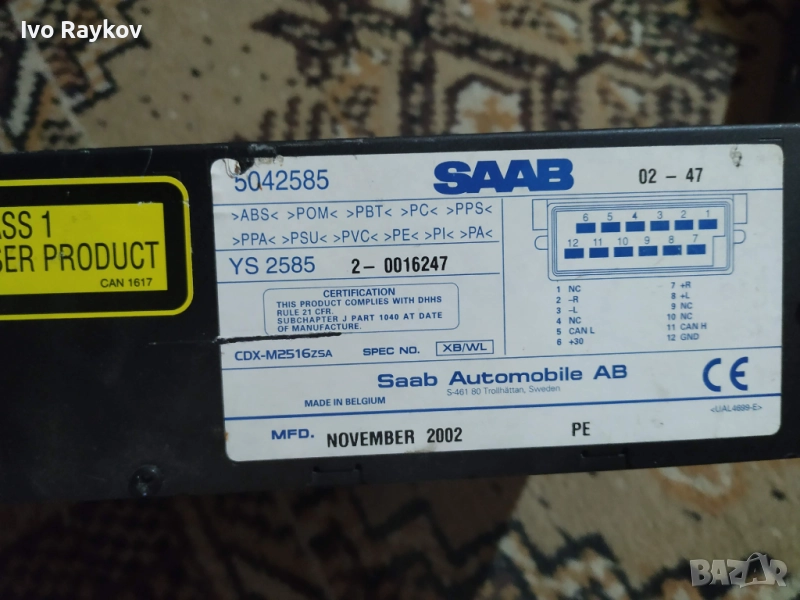 Ivo Raykov
ASS 1
SER PRODUCT
CAN 1617
5042585 SAAB 02 - 47
>ABS< >POM< >PBT< >PC< >PPS<
>PPA< >PSU< >PVC< >PE< >PI< >PA<
YS 2585 2- 0016247
CERTIFICATION
THIS PRODUCT COMPLIES WITH DHHS
RULE 21 CFR.
SUBCHAPTER J PART 1040 AT DATE
OF MANUFACTURE.
6 5 4 3 2 1
12 11 10 9 8 7
1 NC 7 +R
2 -R 8 +L
3 -L 9 NC
4 NC 10 NC
5 CAN L 11 CAN H
6 +30 12 GND
CDX-M2516ZSA SPEC NO. XB/WL
Saab Automobile AB
S-461 80 Trollhättan, Sweden
MADE IN BELGIUM
CE
<UAL4699-E>
MFD. NOVEMBER 2002 PE
BAZAR